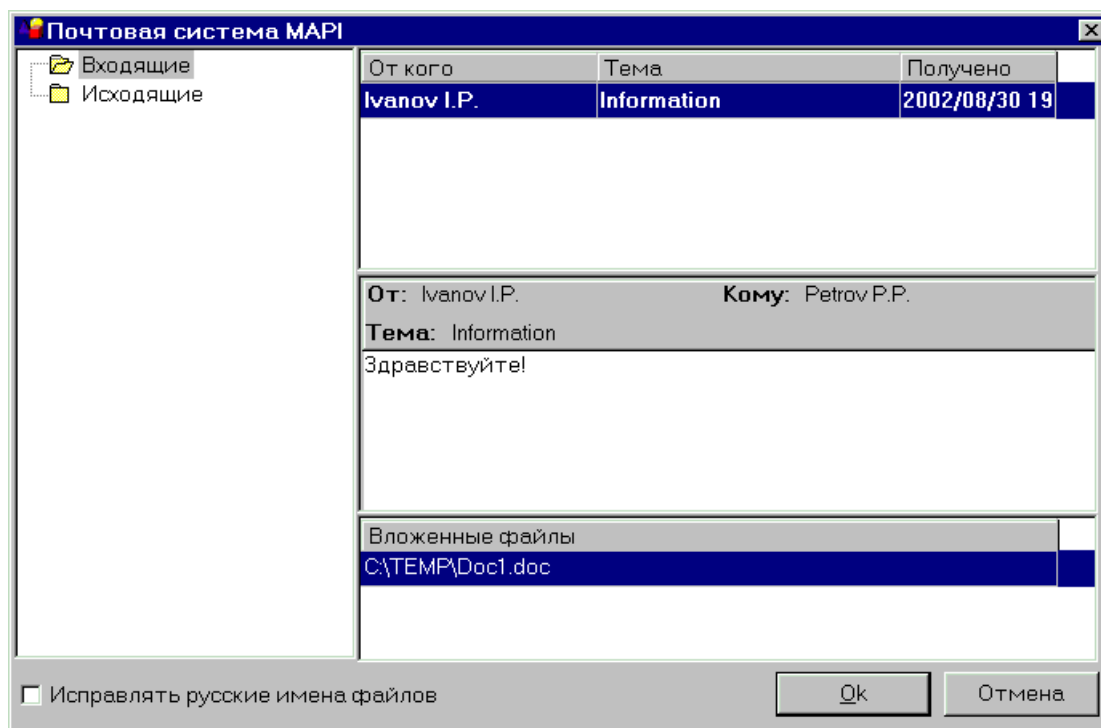 Почтовая система MAPI
Входящие
Исходящие
От кого Тема Получено
Ivanov I.P. Information 2002/08/30 19
От: Ivanov I.P. Кому: Petrov P.P.
Тема: Information
Здравствуйте!
Вложенные файлы
C:\TEMP\Doc1.doc
Исправлять русские имена файлов
Ok Отмена